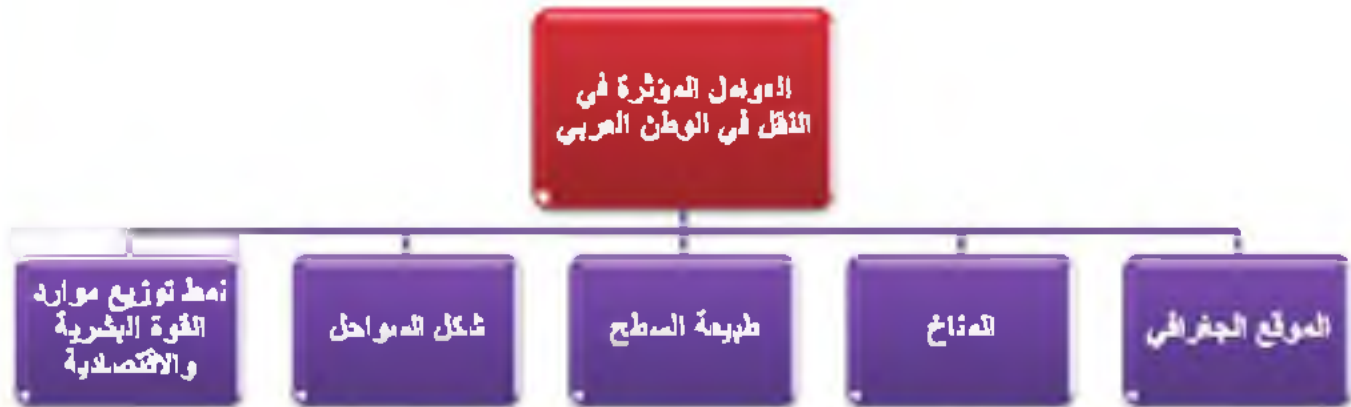 العوامل المؤثرة في
النقل في الوطن العربي
الموقع الجغرافي
المناخ
طبيعة السطح
شكل السواحل
نمط توزيع موارد
القوة البشرية
والاقتصادية